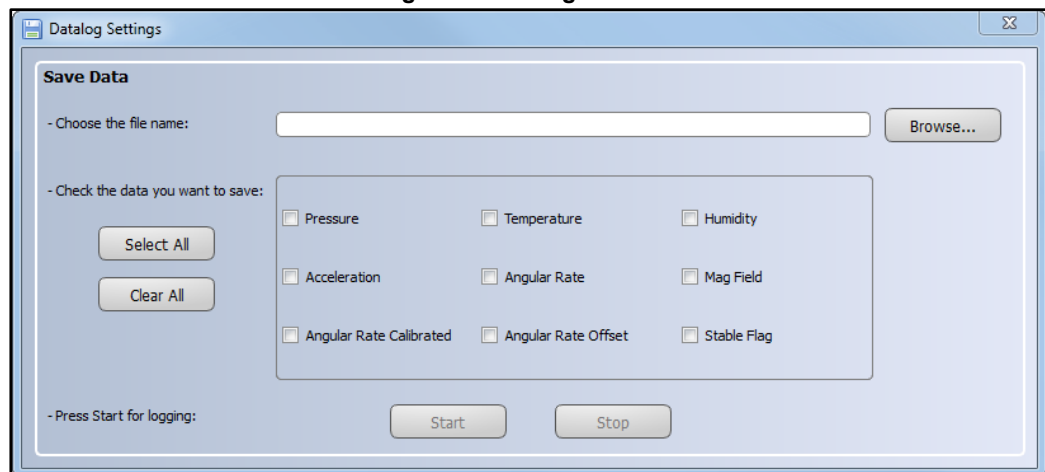 Datalog Settings
Save Data
- Choose the file name:
Browse...
- Check the data you want to save:
Select All
Clear All
Pressure
Temperature
Humidity
Acceleration
Angular Rate
Mag Field
Angular Rate Calibrated
Angular Rate Offset
Stable Flag
- Press Start for logging:
Start
Stop